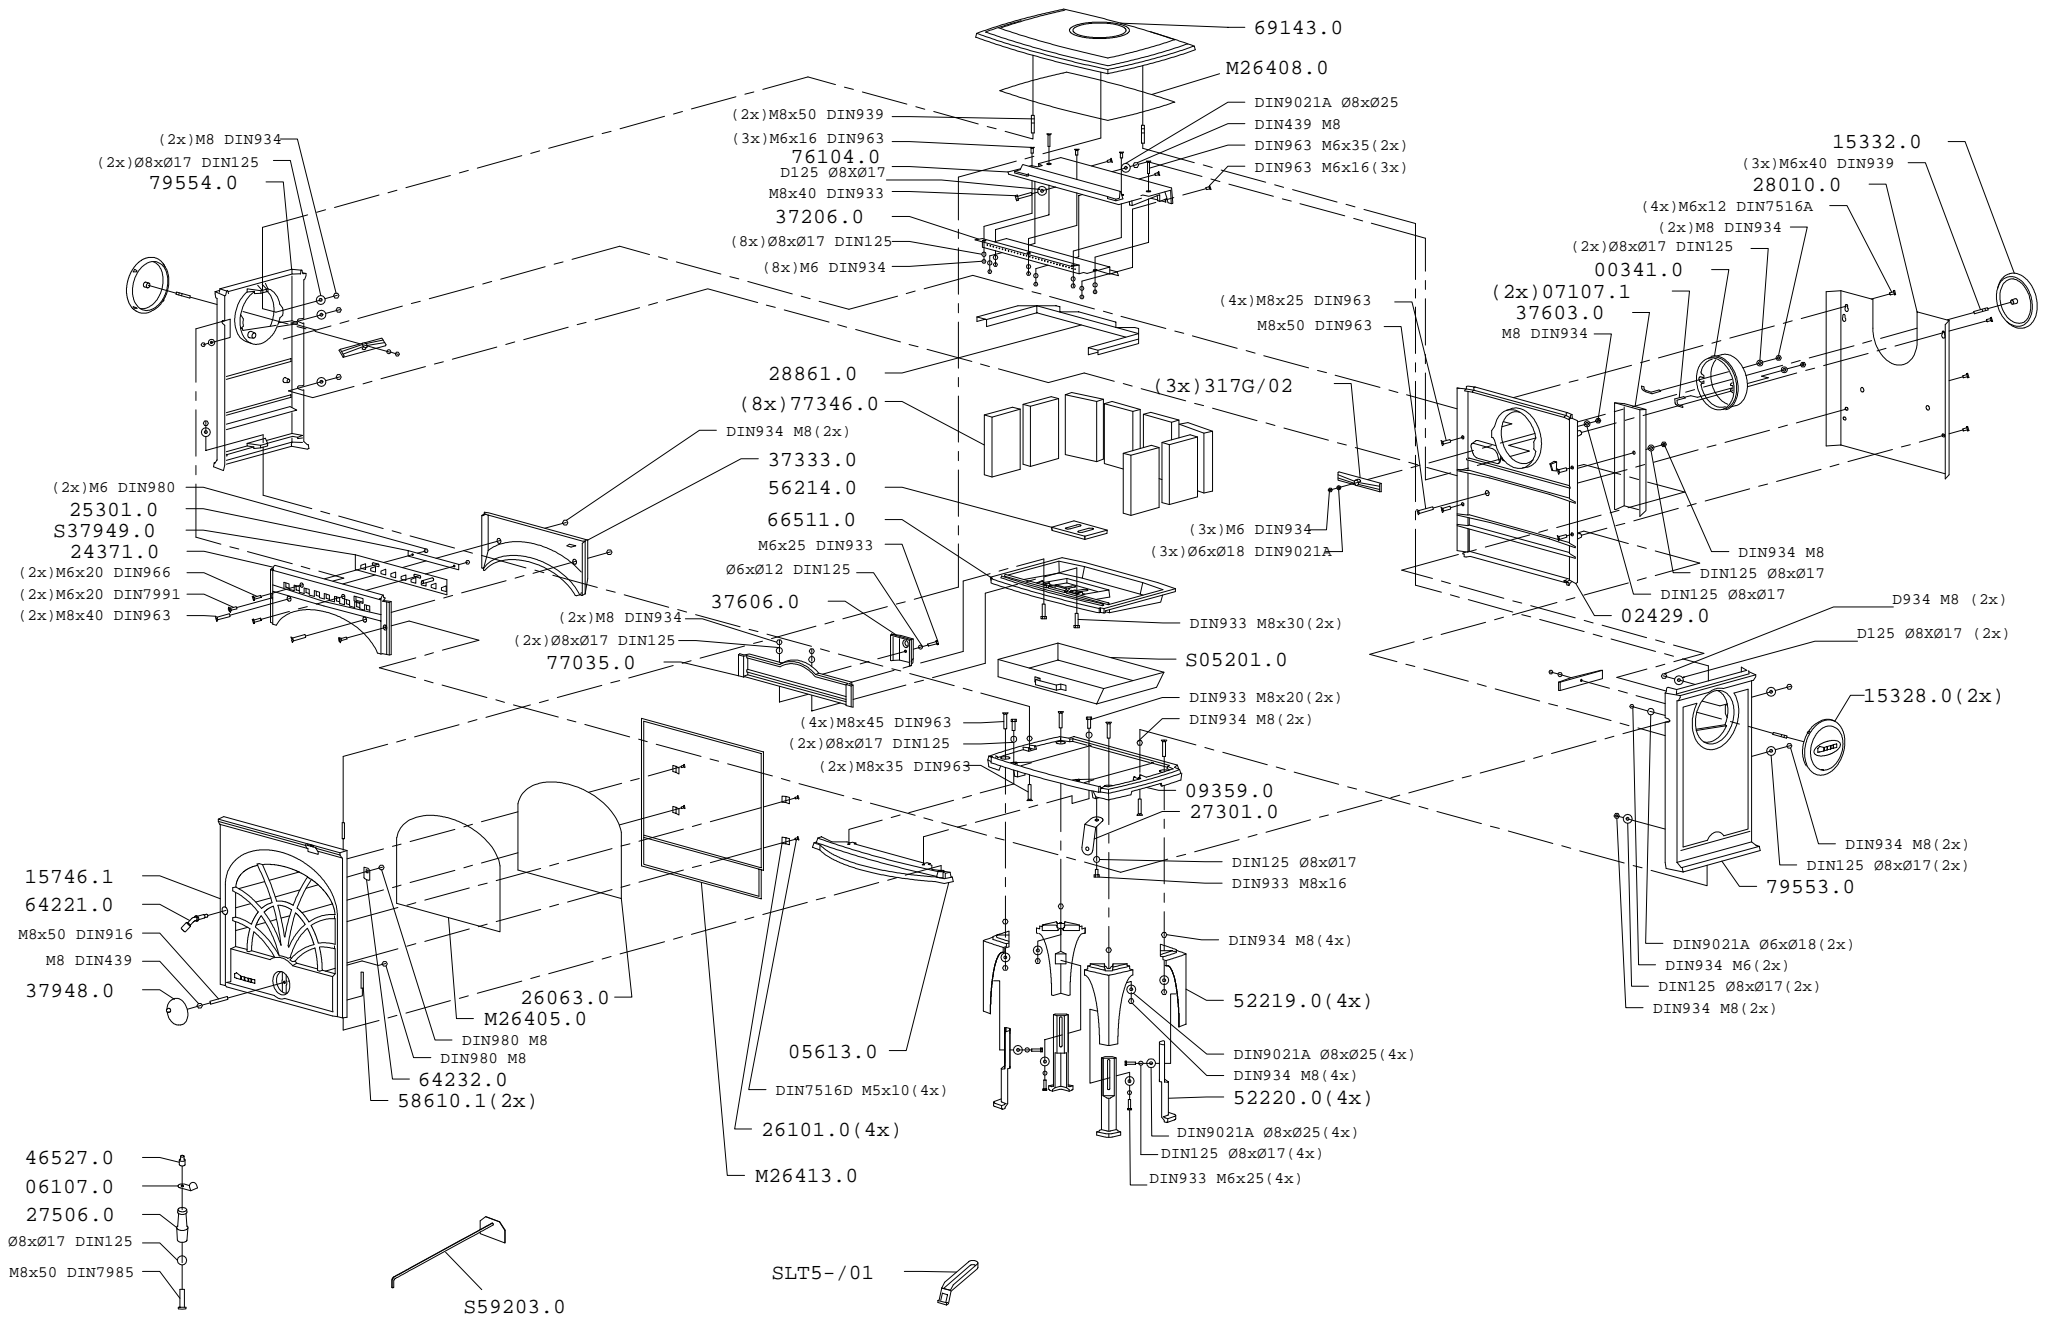 69143.0
M26408.0
(2x)M8x50 DIN939
(3x)M6x16 DIN963
76104.0
D125 Ø8XØ17
M8x40 DIN933
37206.0
(8x)Ø8xØ17 DIN125
(8x)M6 DIN934
DIN9021A Ø8xØ25
DIN439 M8
DIN963 M6x35(2x)
DIN963 M6x16(3x)
(2x)M8 DIN934
(2x)Ø8xØ17 DIN125
79554.0
15332.0
(3x)M6x40 DIN939
28010.0
(4x)M6x12 DIN7516A
(2x)M8 DIN934
(2x)Ø8xØ17 DIN125
00341.0
(2x)07107.1
37603.0
M8 DIN934
(4x)M8x25 DIN963
M8x50 DIN963
(3x)317G/02
(3x)M6 DIN934
(3x)Ø6xØ18 DIN9021A
28861.0
(8x)77346.0
DIN934 M8(2x)
37333.0
56214.0
66511.0
M6x25 DIN933
Ø6xØ12 DIN125
37606.0
(2x)M8 DIN934
(2x)Ø8xØ17 DIN125
77035.0
(2x)M6 DIN980
25301.0
S37949.0
24371.0
(2x)M6x20 DIN966
(2x)M6x20 DIN7991
(2x)M8x40 DIN963
DIN933 M8x30(2x)
S05201.0
DIN933 M8x20(2x)
DIN934 M8(2x)
(4x)M8x45 DIN963
(2x)Ø8xØ17 DIN125
(2x)M8x35 DIN963
09359.0
27301.0
DIN125 Ø8xØ17
DIN933 M8x16
DIN934 M8
DIN125 Ø8xØ17
DIN125 Ø8xØ17
02429.0
D934 M8 (2x)
D125 Ø8XØ17 (2x)
15328.0(2x)
DIN934 M8(2x)
DIN125 Ø8xØ17(2x)
79553.0
DIN9021A Ø6xØ18(2x)
DIN934 M6(2x)
DIN125 Ø8xØ17(2x)
DIN934 M8(2x)
15746.1
64221.0
M8x50 DIN916
M8 DIN439
37948.0
26063.0
M26405.0
DIN980 M8
DIN980 M8
64232.0
58610.1(2x)
05613.0
DIN7516D M5x10(4x)
26101.0(4x)
M26413.0
DIN934 M8(4x)
52219.0(4x)
DIN9021A Ø8xØ25(4x)
DIN934 M8(4x)
52220.0(4x)
DIN9021A Ø8xØ25(4x)
DIN125 Ø8xØ17(4x)
DIN933 M6x25(4x)
46527.0
06107.0
27506.0
Ø8xØ17 DIN125
M8x50 DIN7985
S59203.0
SLT5-/01